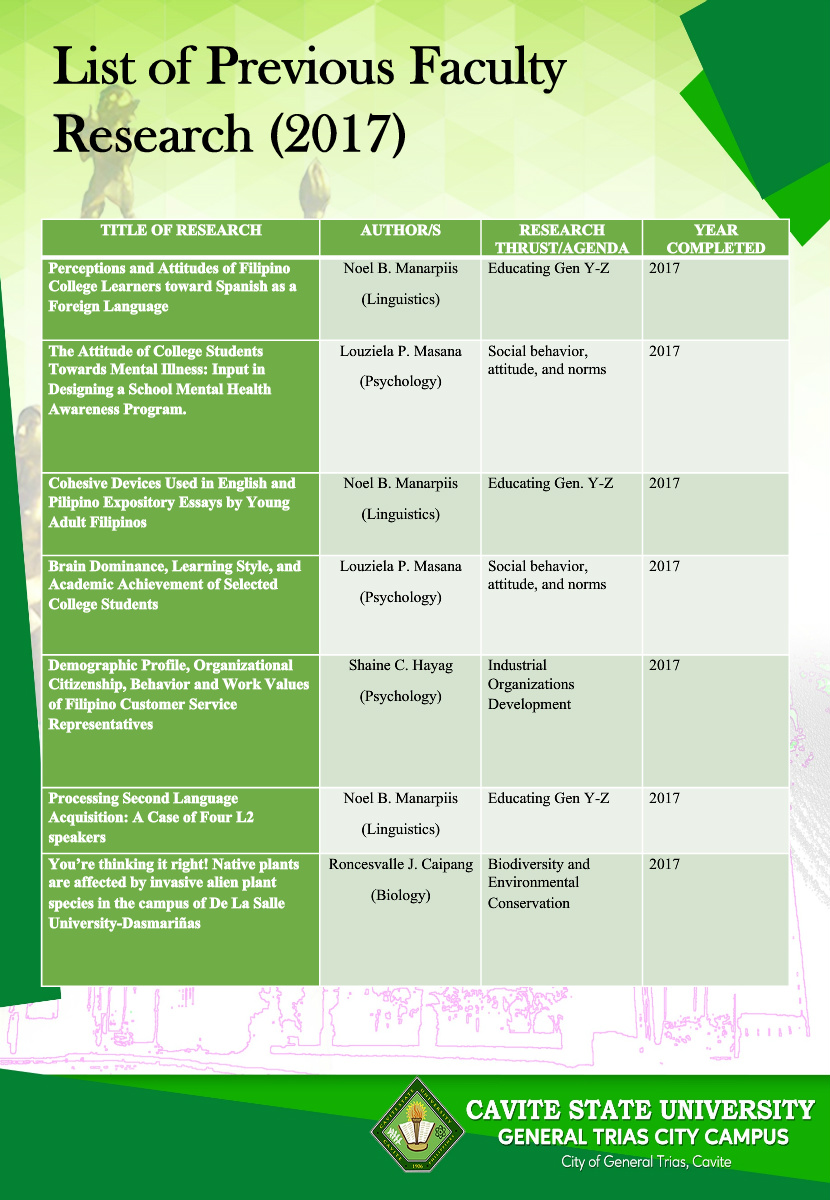 List of Previous Faculty
Research (2017)
TITLE OF RESEARCH
AUTHOR/S
RESEARCH
THRUST/AGENDA
YEAR
COMPLETED
Perceptions and Attitudes of Filipino
College Learners toward Spanish as a
Foreign Language
Noel B. Manarpiis
(Linguistics)
Educating Gen Y-Z
2017
The Attitude of College Students
Towards Mental Illness: Input in
Designing a School Mental Health
Awareness Program.
Louziela P. Masana
(Psychology)
Social behavior,
attitude, and norms
2017
Cohesive Devices Used in English and
Pilipino Expository Essays by Young
Adult Filipinos
Noel B. Manarpiis
(Linguistics)
Educating Gen. Y-Z
2017
Brain Dominance, Learning Style, and
Academic Achievement of Selected
College Students
Louziela P. Masana
(Psychology)
Social behavior,
attitude, and norms
2017
Demographic Profile, Organizational
Citizenship, Behavior and Work Values
of Filipino Customer Service
Representatives
Shaine C. Hayag
(Psychology)
Industrial
Organizations
Development
2017
Processing Second Language
Acquisition: A Case of Four L2
speakers
Noel B. Manarpiis
(Linguistics)
Educating Gen Y-Z
2017
You're thinking it right! Native plants
are affected by invasive alien plant
species in the campus of De La Salle
University-Dasmariñas
Roncesvalle J. Caipang
(Biology)
Biodiversity and
Environmental
Conservation
2017
CAVITE STATE UNIVERSITY
GENERAL TRIAS CITY CAMPUS
City of General Trias, Cavite